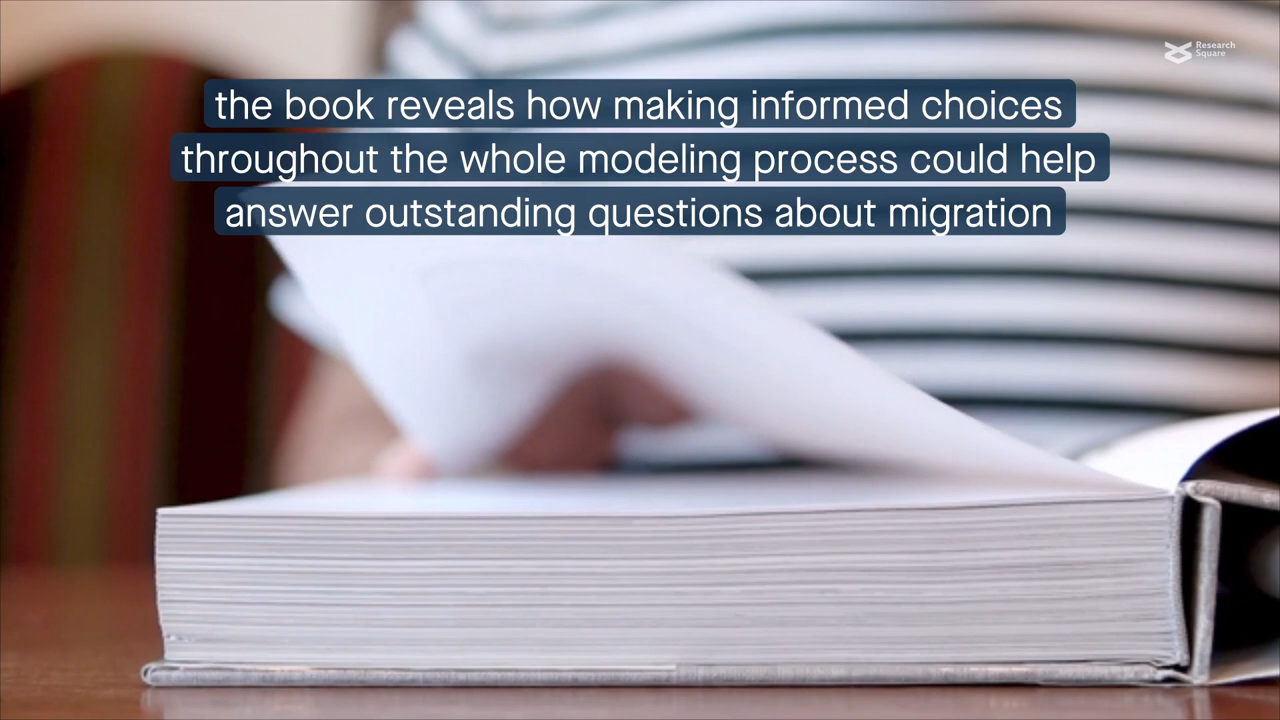 Research
Square
the book reveals how making informed choices
throughout the whole modeling process could help
answer outstanding questions about migration